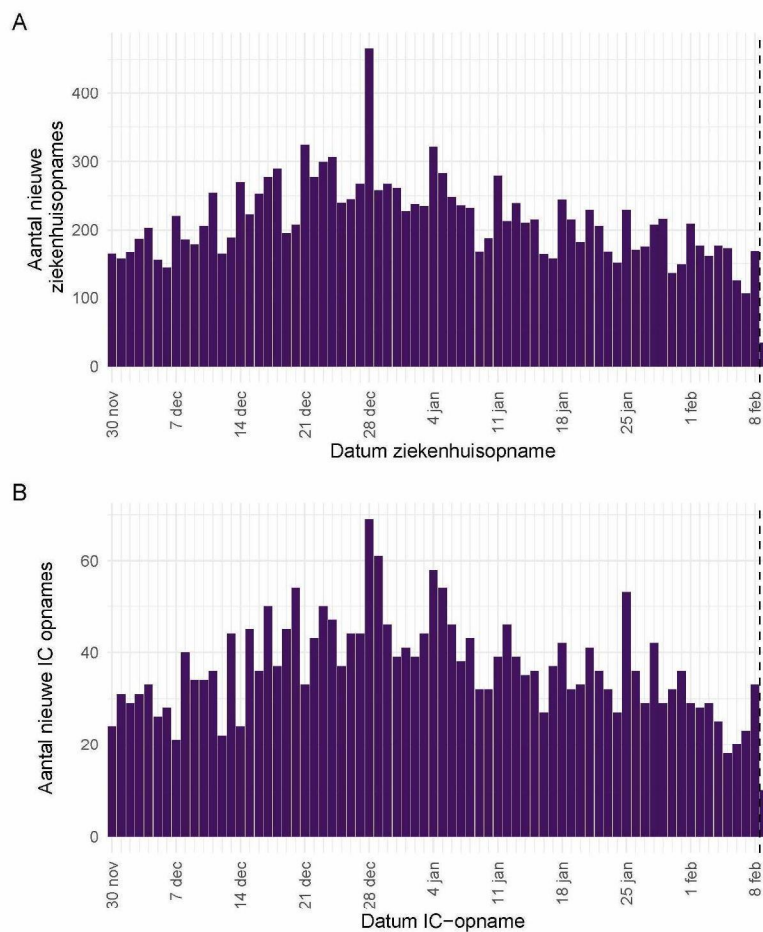 A
Aantal nieuwe
ziekenhuisopnames
400
300
200
100
0
30 nov
7 dec
14 dec
21 dec
28 dec
4 jan
11 jan
18 jan
25 jan
1 feb
8 feb
Datum ziekenhuisopname
B
Aantal nieuwe IC opnames
60
40
20
0
30 nov
7 dec
14 dec
21 dec
28 dec
4 jan
11 jan
18 jan
25 jan
1 feb
8 feb
Datum IC−opname